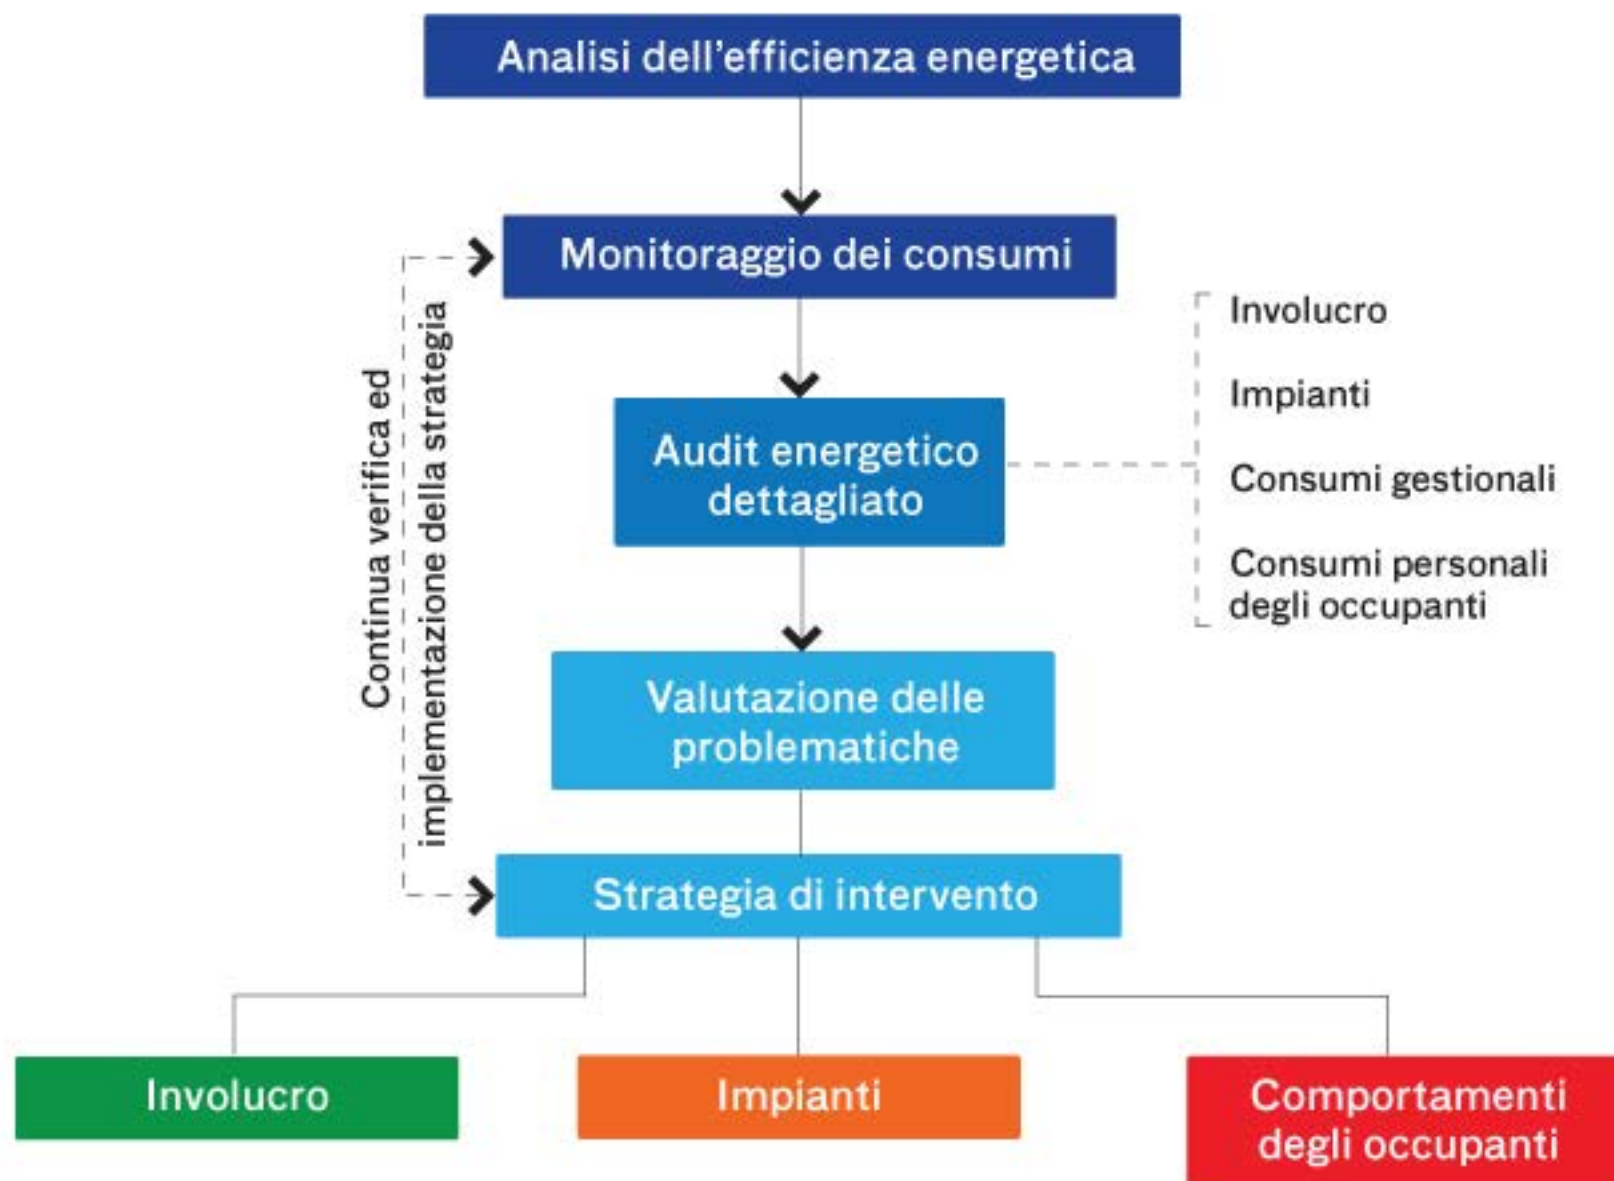 Analisi dell'efficienza energetica
Monitoraggio dei consumi
Continua verifica ed
implementazione della strategia
Audit energetico
dettagliato
Involucro
Impianti
Consumi gestionali
Consumi personali
degli occupanti
Valutazione delle
problematiche
Strategia di intervento
Involucro
Impianti
Comportamenti
degli occupanti